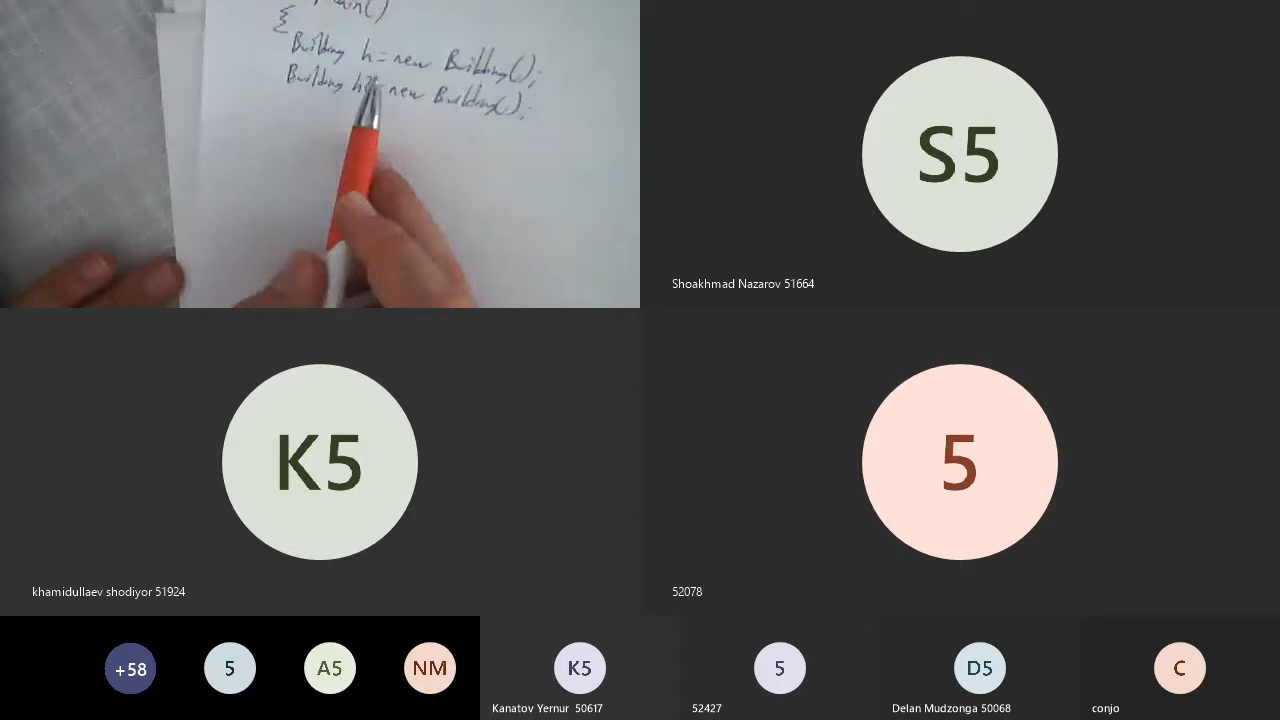 main()
{
Building h = new Building();
Building h2 = new Building();
S5
Shoakhmad Nazarov 51664
K5
khamidullaev shodiyor 51924
5
52078
+58
5
A5
NM
K5
Kanatov Yernur 50617
5
52427
D5
Delan Mudzonga 50068
C
conjo